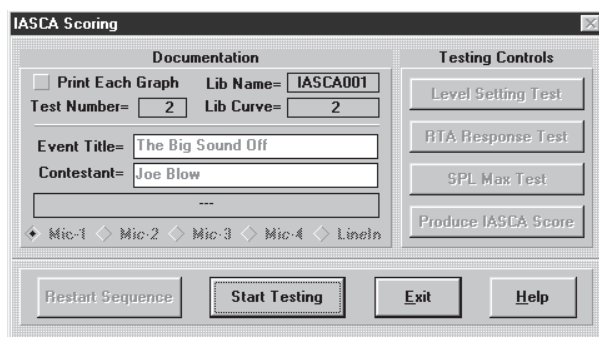 IASCA Scoring
Documentation
Print Each Graph Lib Name= IASCA001
Test Number= 2 Lib Curve= 2
Event Title= The Big Sound Off
Contestant= Joe Blow
---
Mic-1 Mic-2 Mic-3 Mic-4 LineIn
Testing Controls
Level Setting Test
RTA Response Test
SPL Max Test
Produce IASCA Score
Restart Sequence Start Testing Exit Help